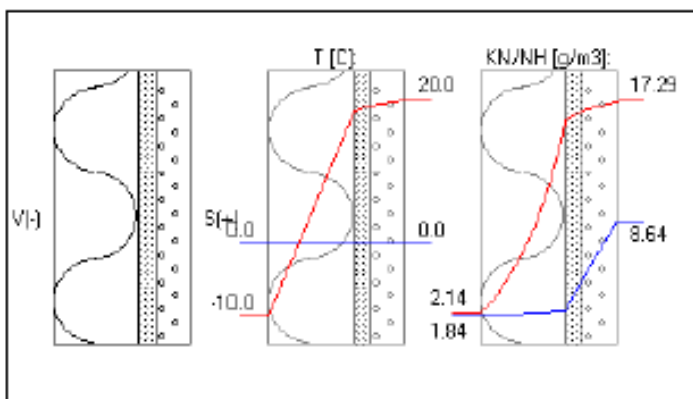 T [C]:
KN/NH [g/m3]:
20.0
17.29
V(-)
S(+)
0.0
0.0
8.64
-10.0
2.14
1.84